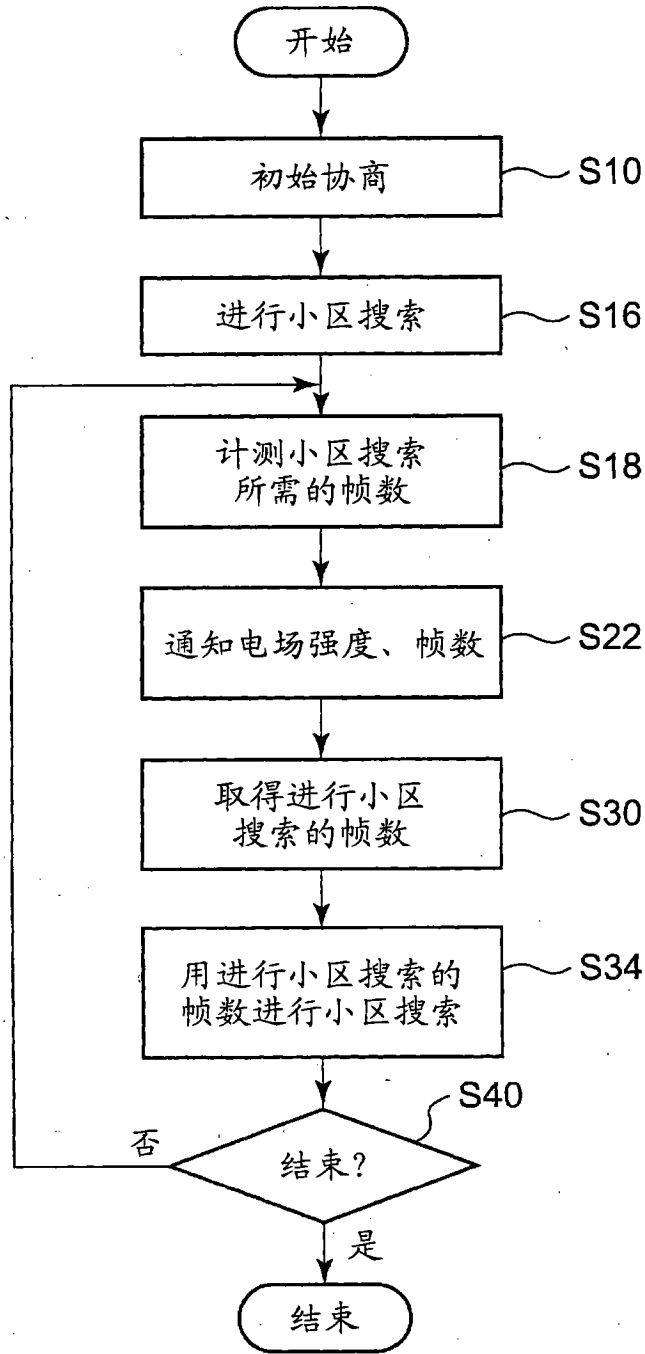 开始
初始协商
S10
进行小区搜索
S16
计测小区搜索
所需的帧数
S18
通知电场强度、帧数
S22
取得进行小区
搜索的帧数
S30
用进行小区搜索的
帧数进行小区搜索
S34
S40
否
结束?
是
结束